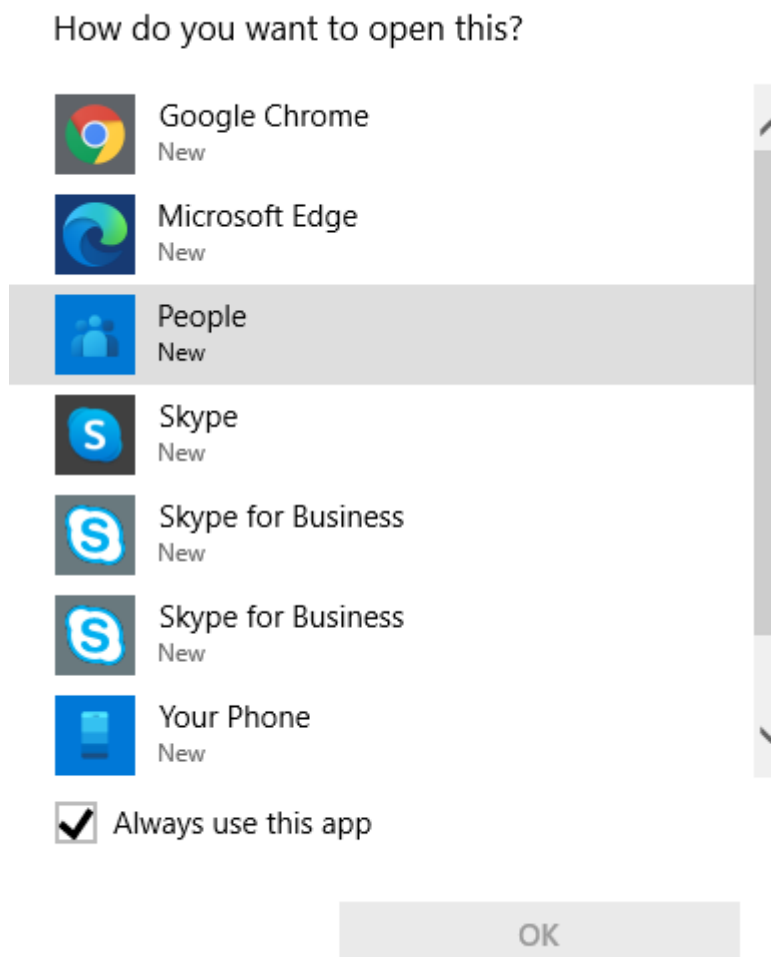 How do you want to open this?
Google Chrome
New
Microsoft Edge
New
People
New
Skype
New
Skype for Business
New
Skype for Business
New
Your Phone
New
Always use this app
OK